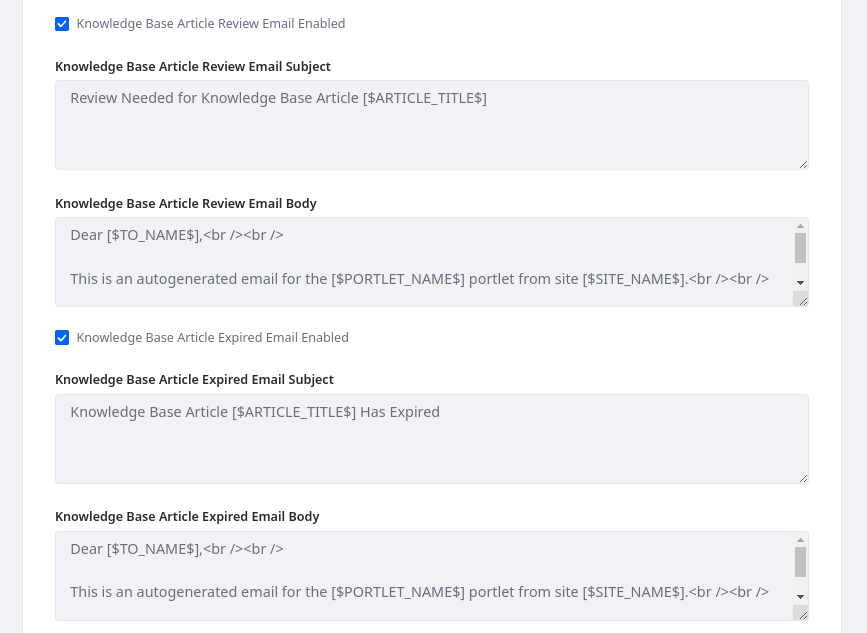 Knowledge Base Article Review Email Enabled
Knowledge Base Article Review Email Subject
Review Needed for Knowledge Base Article [$ARTICLE_TITLE$]
Knowledge Base Article Review Email Body
Dear [$TO_NAME$],<br /><br />
This is an autogenerated email for the [$PORTLET_NAME$] portlet from site [$SITE_NAME$].<br /><br />
Knowledge Base Article Expired Email Enabled
Knowledge Base Article Expired Email Subject
Knowledge Base Article [$ARTICLE_TITLE$] Has Expired
Knowledge Base Article Expired Email Body
Dear [$TO_NAME$],<br /><br />
This is an autogenerated email for the [$PORTLET_NAME$] portlet from site [$SITE_NAME$].<br /><br />